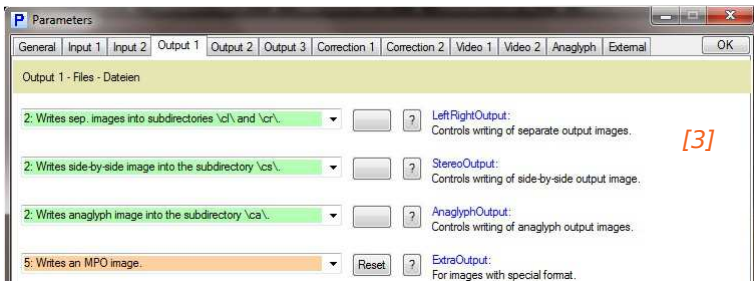 Parameters
General Input 1 Input 2 Output 1 Output 2 Output 3 Correction 1 Correction 2 Video 1 Video 2 Anaglyph External OK
Output 1 - Files - Dateien
2: Writes sep. images into subdirectories \cl\ and \cr\. ? LeftRightOutput:
Controls writing of separate output images.
[3]
2: Writes side-by-side image into the subdirectory \cs\. ? StereoOutput:
Controls writing of side-by-side output image.
2: Writes anaglyph image into the subdirectory \ca\. ? AnaglyphOutput:
Controls writing of anaglyph output images.
5: Writes an MPO image. Reset ? ExtraOutput:
For images with special format.